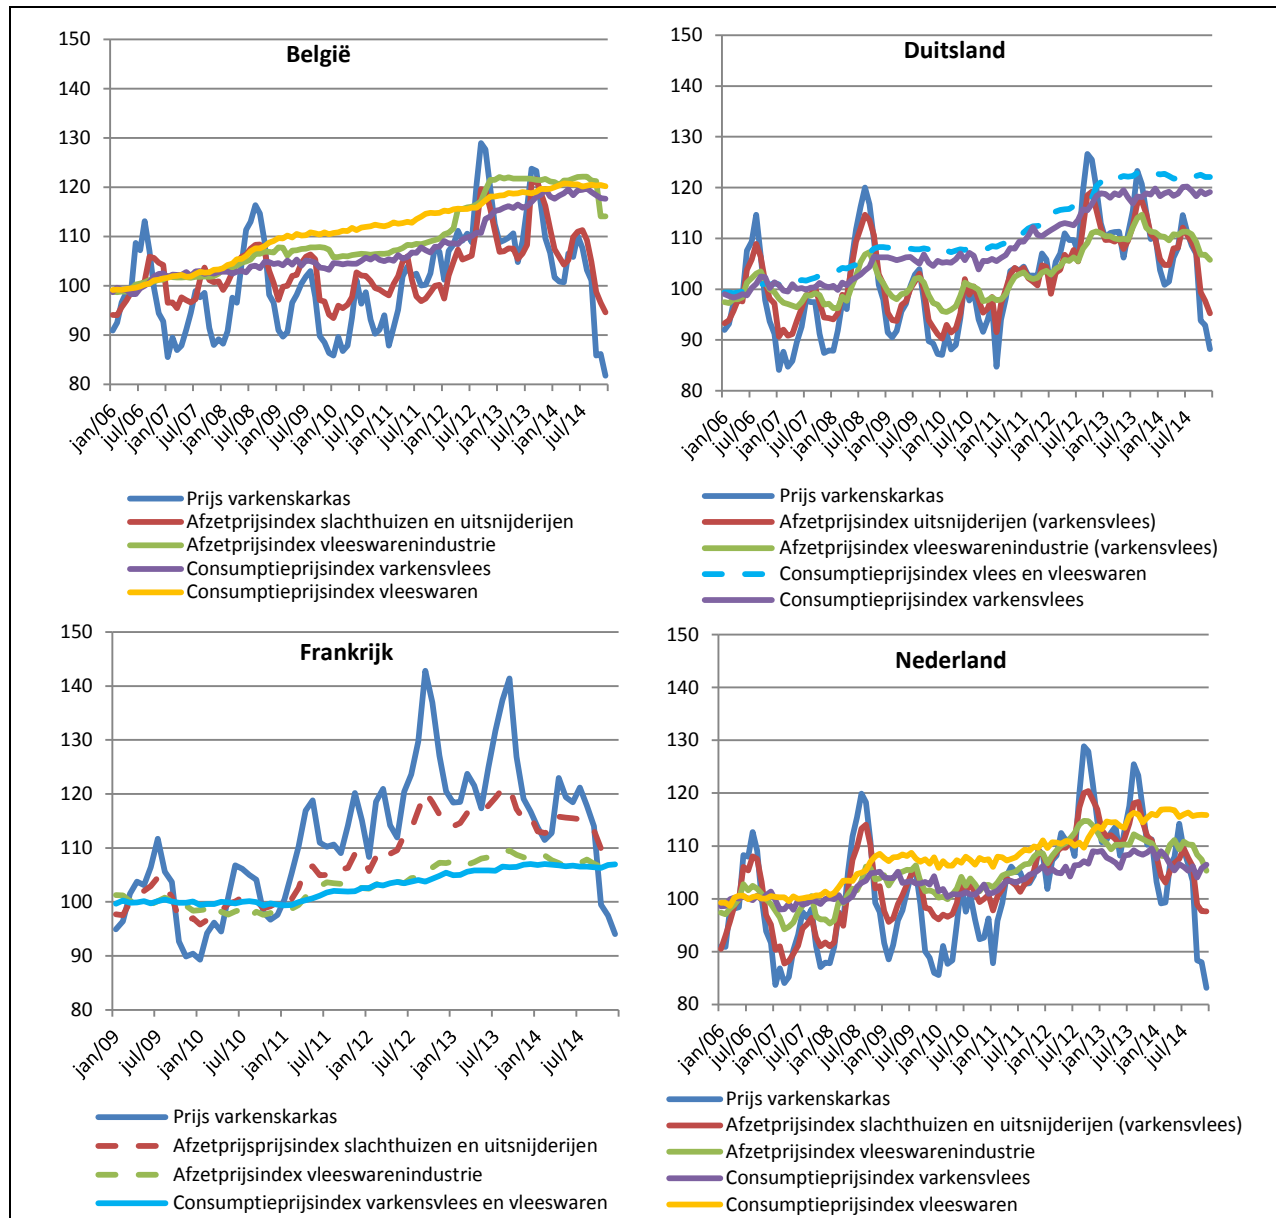 België
150
140
130
120
110
100
90
80
jan/06
jul/06
jan/07
jul/07
jan/08
jul/08
jan/09
jul/09
jan/10
jul/10
jan/11
jul/11
jan/12
jul/12
jan/13
jul/13
jan/14
jul/14
Prijs varkenskarkas
Afzetprijsindex slachthuizen en uitsnijderijen
Afzetprijsindex vleeswarenindustrie
Consumptieprijsindex varkensvlees
Consumptieprijsindex vleeswaren
Duitsland
150
140
130
120
110
100
90
80
jan/06
jul/06
jan/07
jul/07
jan/08
jul/08
jan/09
jul/09
jan/10
jul/10
jan/11
jul/11
jan/12
jul/12
jan/13
jul/13
jan/14
jul/14
Prijs varkenskarkas
Afzetprijsindex uitsnijderijen (varkensvlees)
Afzetprijsindex vleeswarenindustrie (varkensvlees)
Consumptieprijsindex vlees en vleeswaren
Consumptieprijsindex varkensvlees
Frankrijk
150
140
130
120
110
100
90
80
jan/09
jul/09
jan/10
jul/10
jan/11
jul/11
jul/12
jan/13
jul/13
jan/14
jul/14
Prijs varkenskarkas
Afzetprijsprijsindex slachthuizen en uitsnijderijen
Afzetprijsindex vleeswarenindustrie
Consumptieprijsindex varkensvlees en vleeswaren
Nederland
150
140
130
120
110
100
90
80
jan/06
jul/06
jan/07
jul/07
jan/08
jul/08
jan/09
jul/09
jan/10
jul/10
jan/11
jul/11
jan/12
jul/12
jan/13
jul/13
jan/14
jul/14
Prijs varkenskarkas
Afzetprijsindex slachthuizen en uitsnijderijen (varkensvlees)
Afzetprijsindex vleeswarenindustrie
Consumptieprijsindex varkensvlees
Consumptieprijsindex vleeswaren